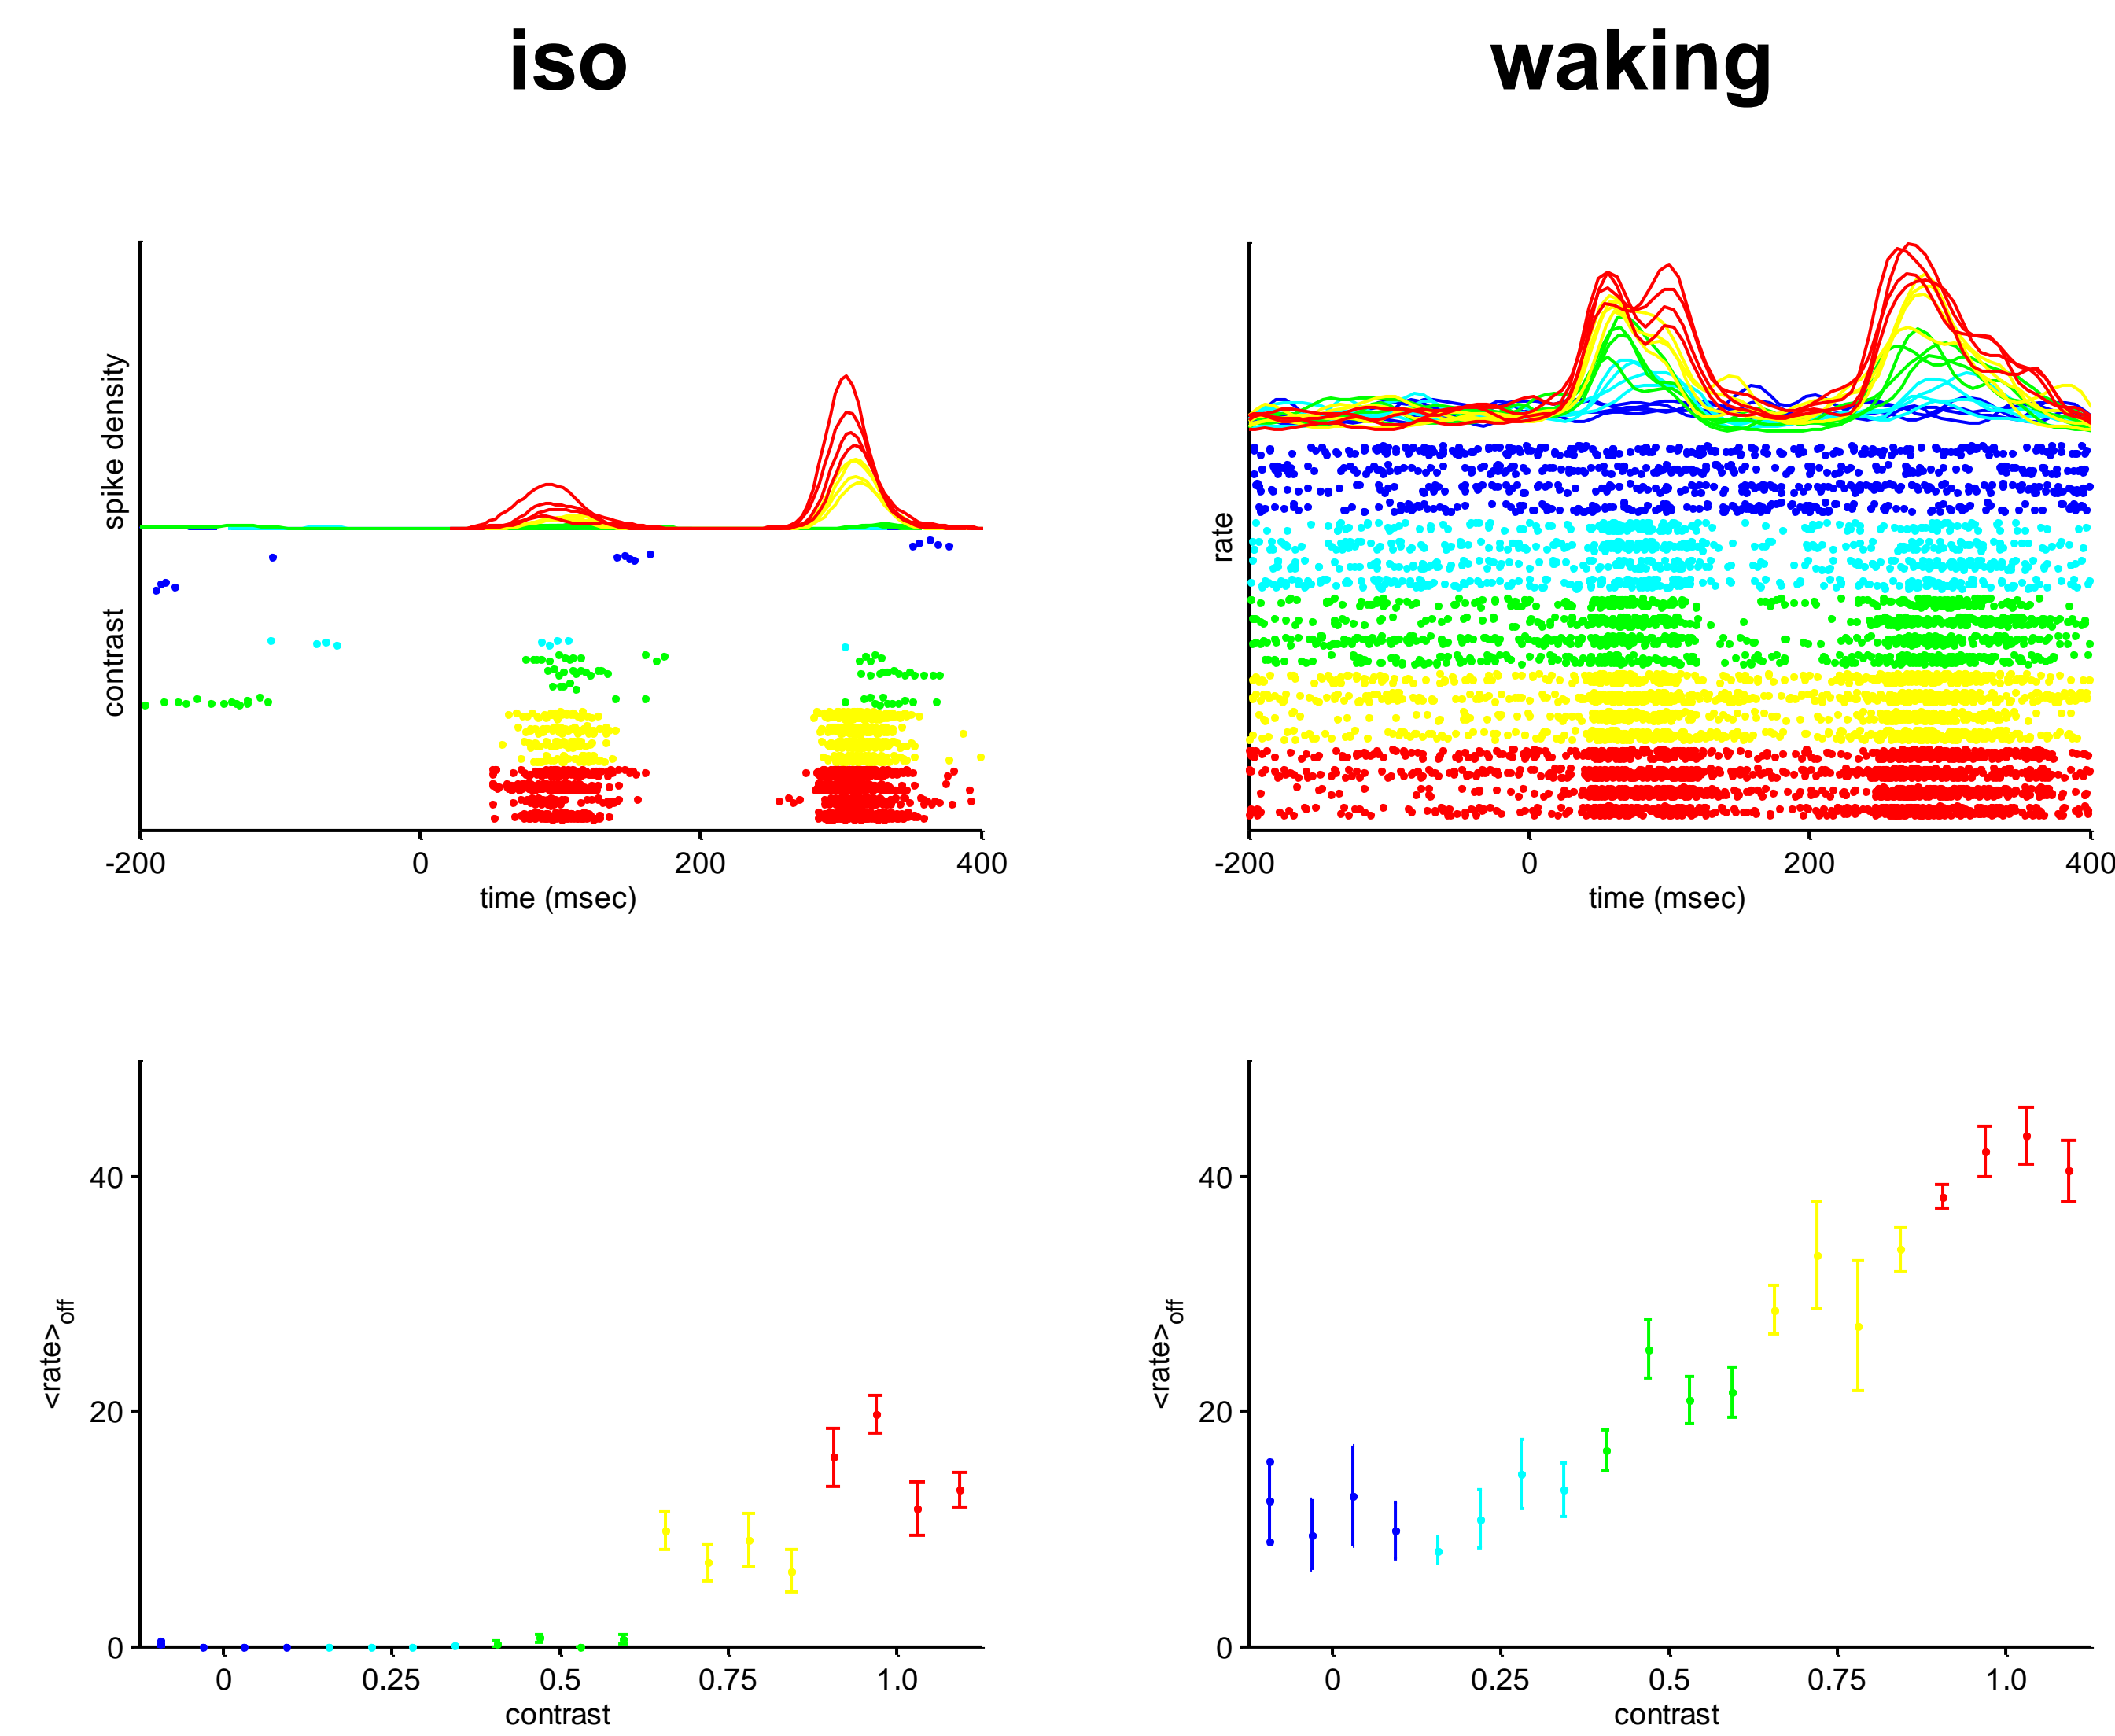 iso
waking
spike density
contrast
-200 0 200 400
time (msec)
rate
-200 0 200 400
time (msec)
40
20
0
<rate>off
0 0.25 0.5 0.75 1.0
contrast
40
20
0
<rate>off
0 0.25 0.5 0.75 1.0
contrast